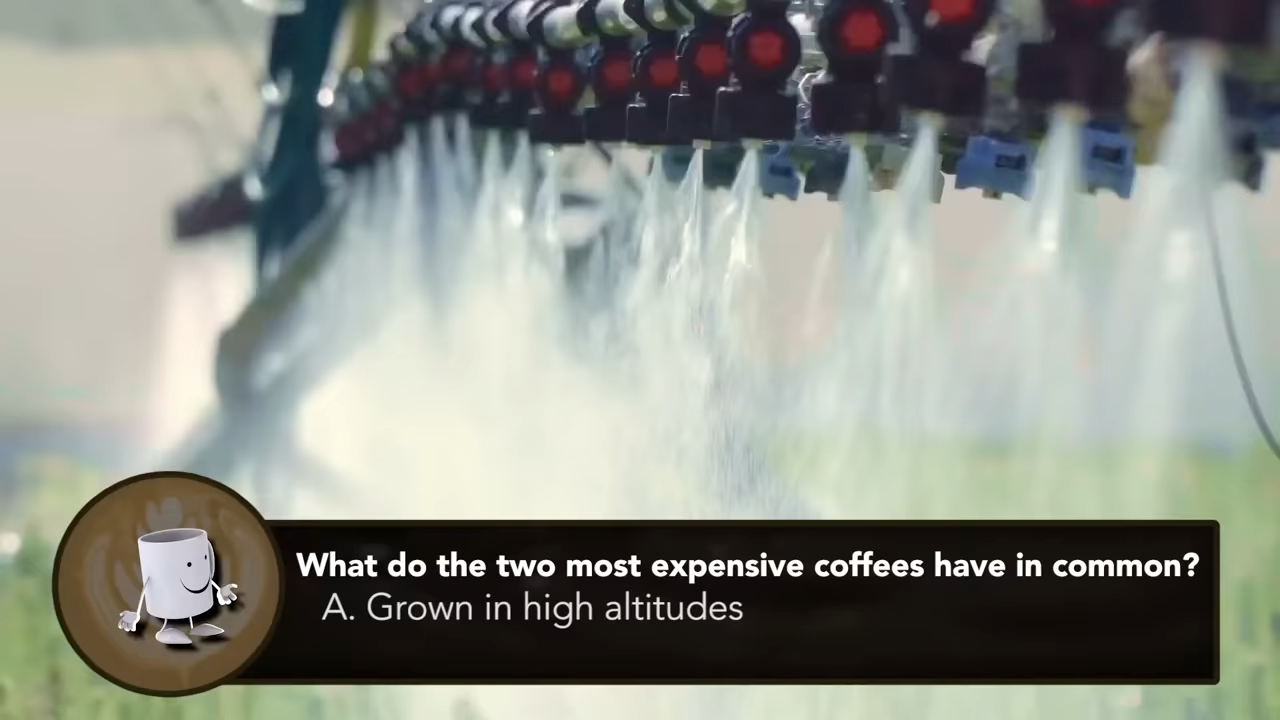 What do the two most expensive coffees have in common?
A. Grown in high altitudes